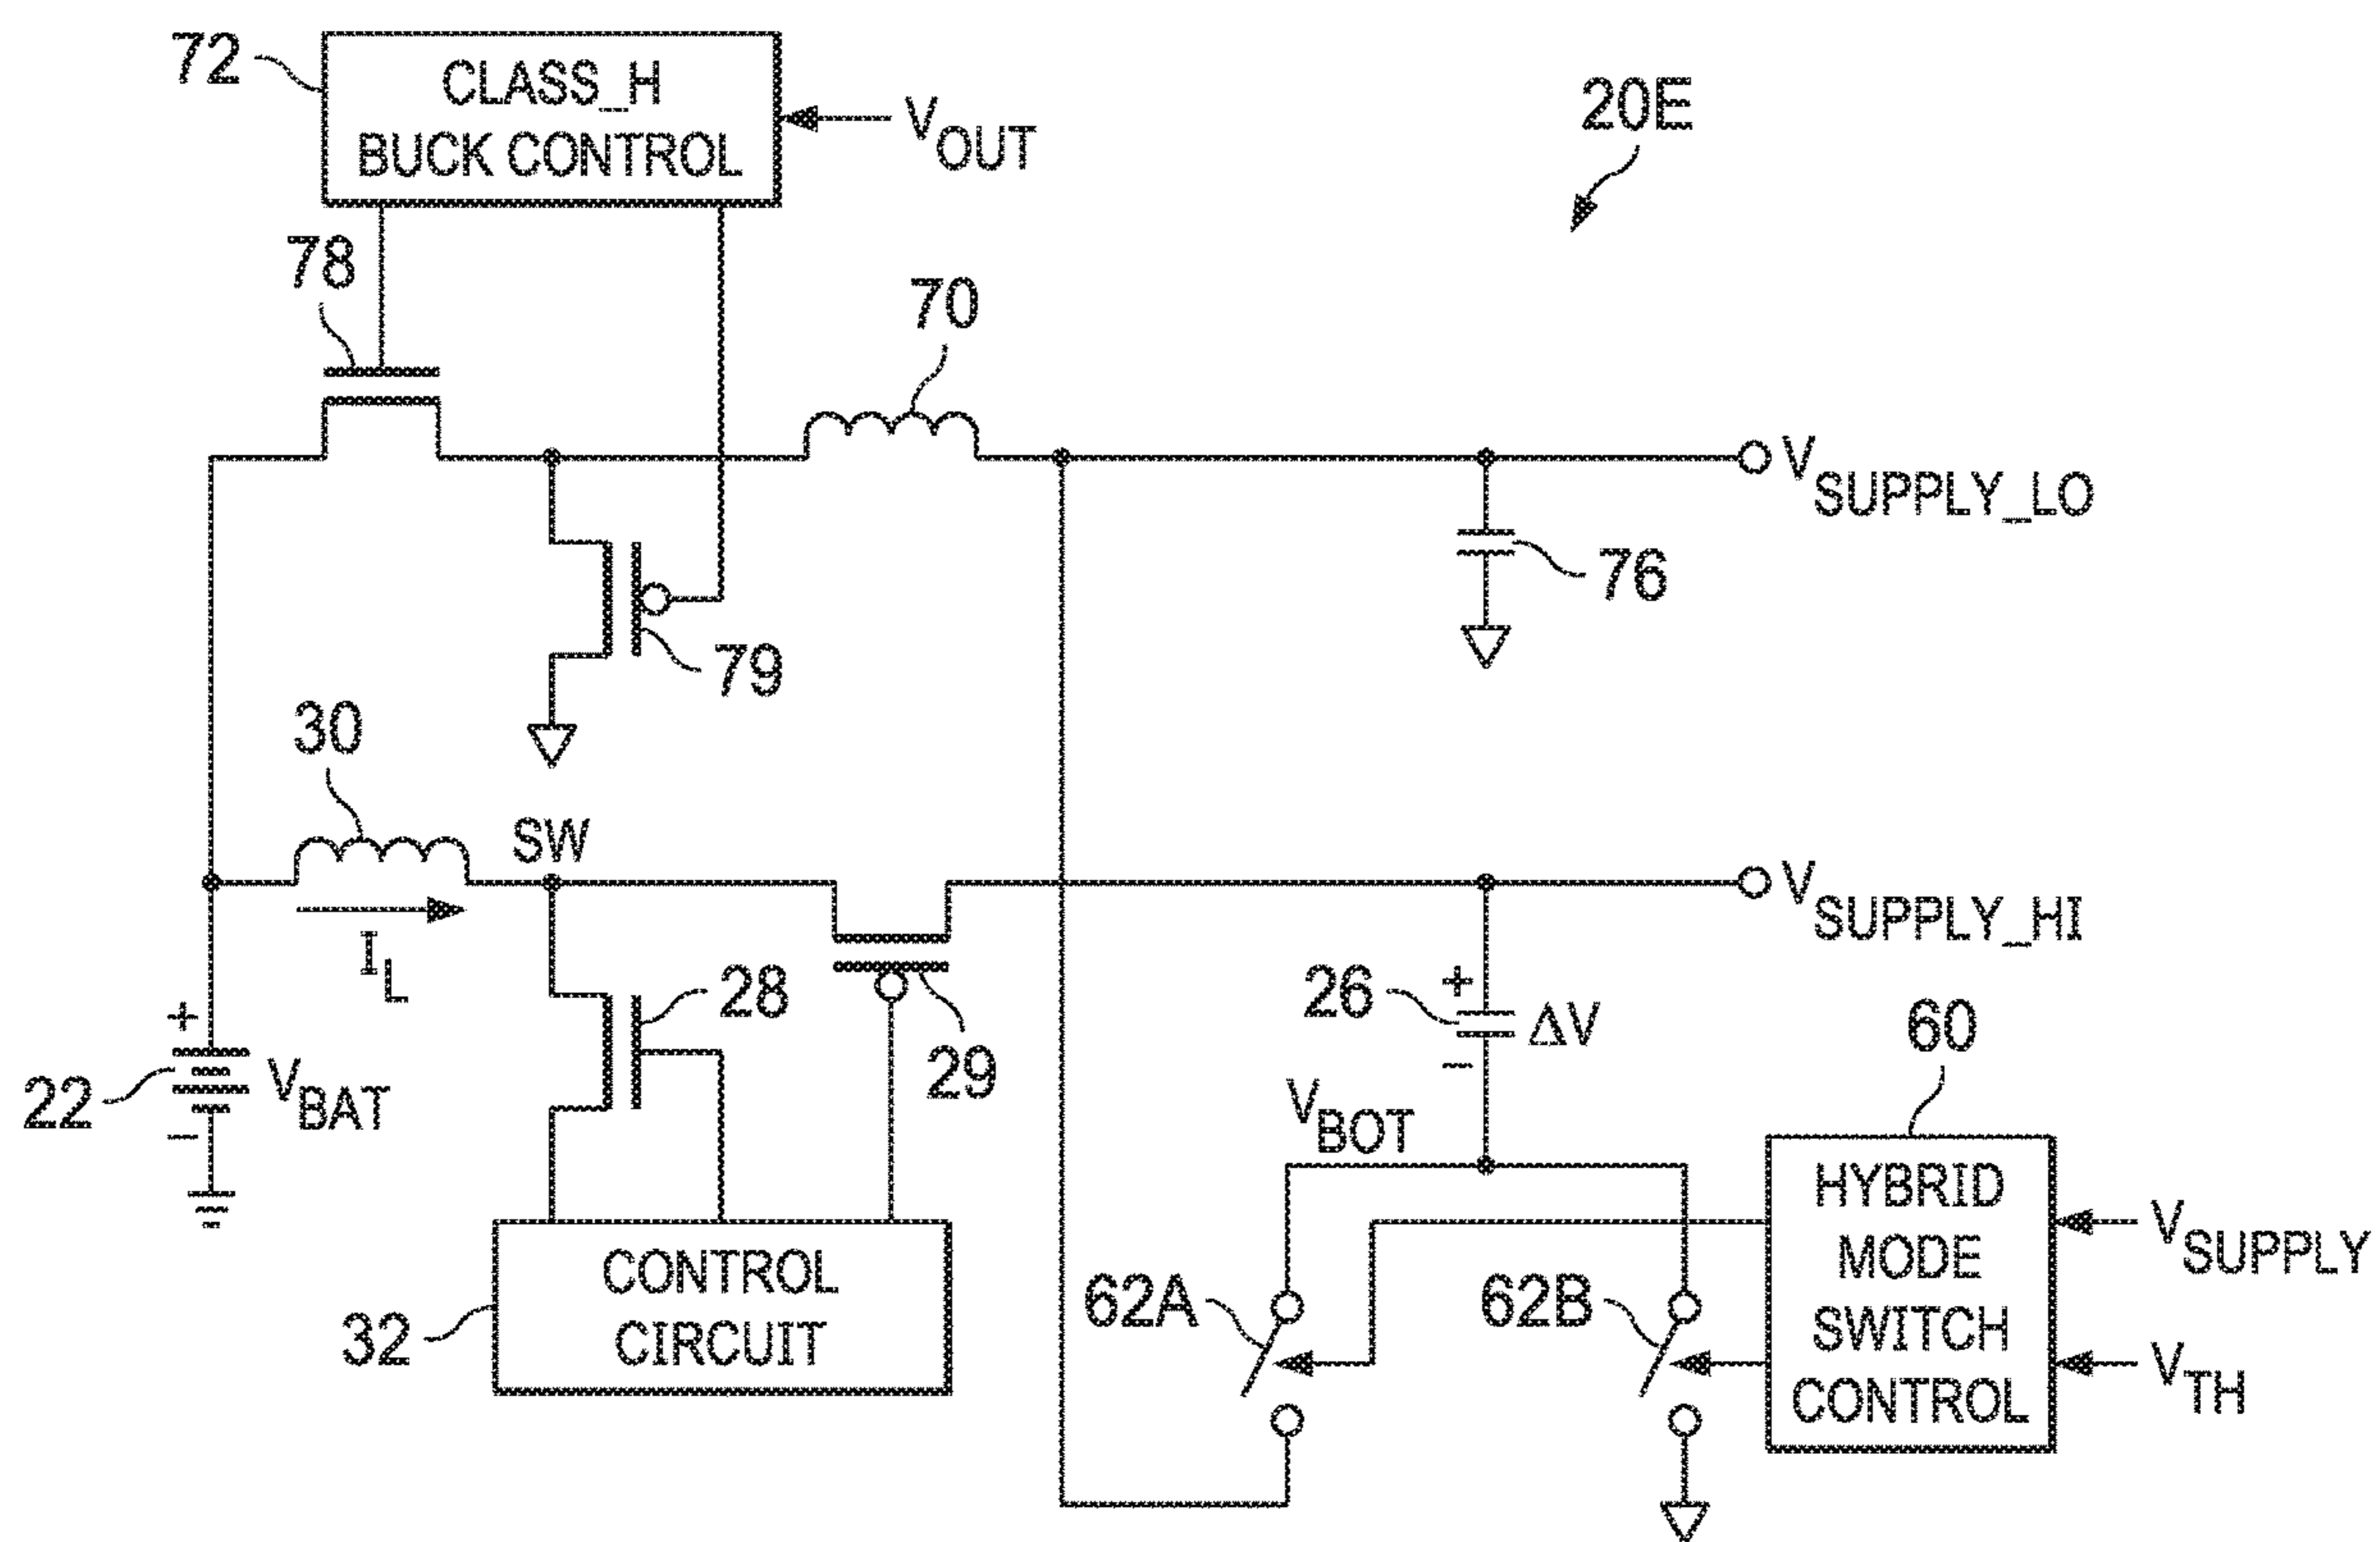 72
CLASS_H
BUCK CONTROL
VOUT
20E
78
70
VSUPPLY_LO
76
79
30
SW
VSUPPLY_HI
IL
28
29
+
26
ΔV
−
60
+
22
VBAT
−
VBOT
HYBRID
MODE
SWITCH
CONTROL
VSUPPLY
VTH
62A
62B
32
CONTROL
CIRCUIT